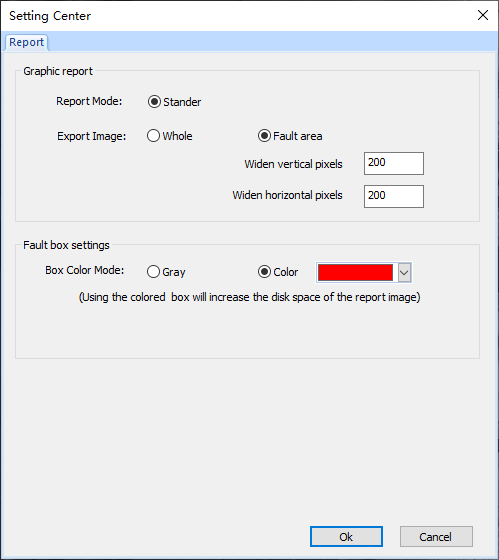 Setting Center
Report
Graphic report
Report Mode: Stander
Export Image: Whole Fault area
Widen vertical pixels 200
Widen horizontal pixels 200
Fault box settings
Box Color Mode: Gray Color
(Using the colored box will increase the disk space of the report image)
Ok Cancel